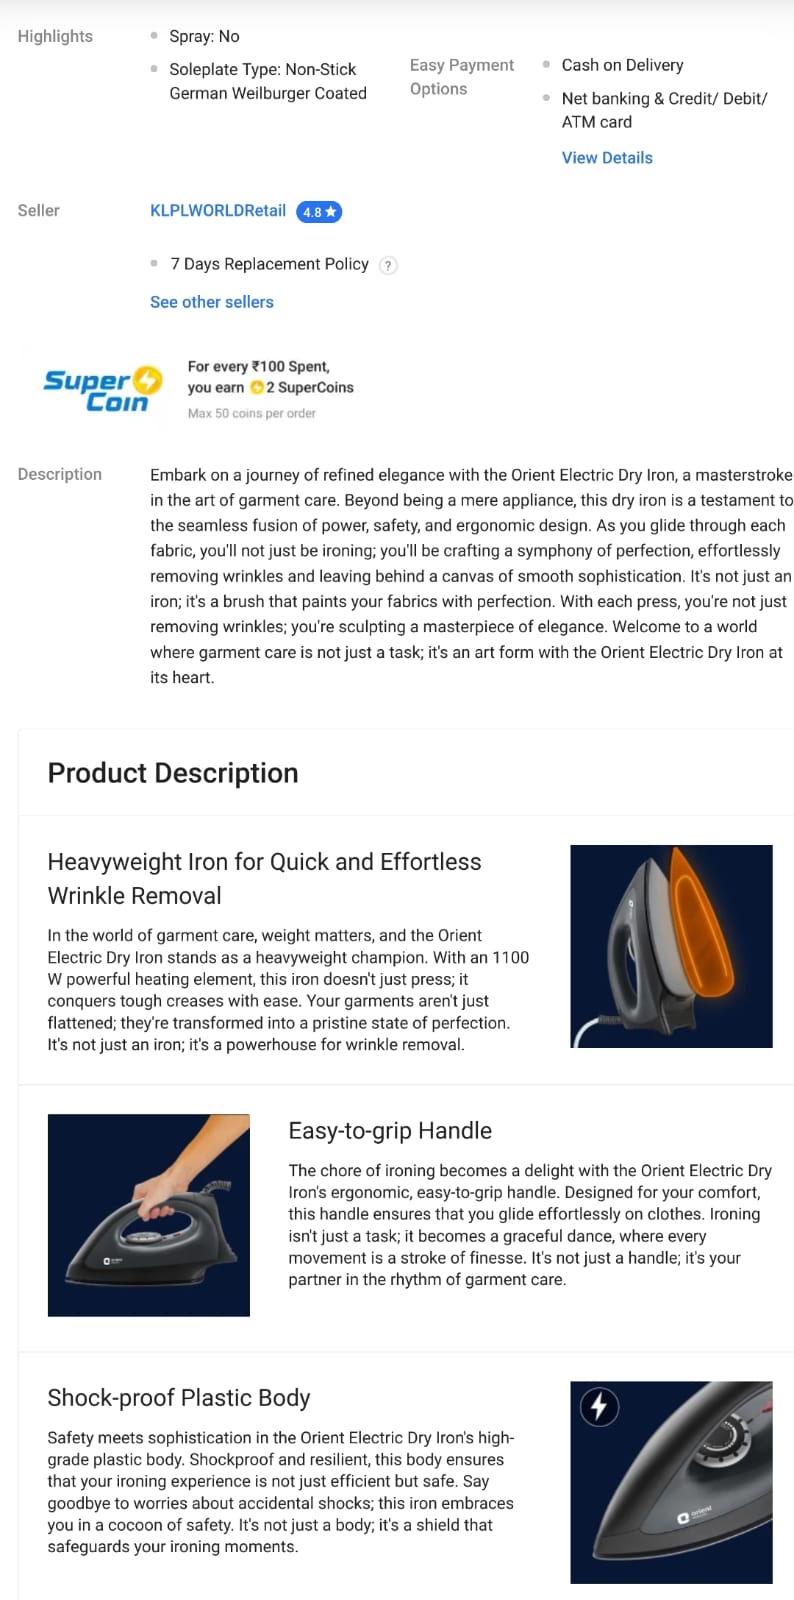 Highlights
Spray: No
Soleplate Type: Non-Stick
German Weilburger Coated
Easy Payment
Options
Cash on Delivery
Net banking & Credit/ Debit/
ATM card
View Details
Seller
KLPLWORLDRetail 4.8★
7 Days Replacement Policy ?
See other sellers
Super
Coin
For every ₹100 Spent,
you earn 2 SuperCoins
Max 50 coins per order
Description
Embark on a journey of refined elegance with the Orient Electric Dry Iron, a masterstroke
in the art of garment care. Beyond being a mere appliance, this dry iron is a testament to
the seamless fusion of power, safety, and ergonomic design. As you glide through each
fabric, you'll not just be ironing; you'll be crafting a symphony of perfection, effortlessly
removing wrinkles and leaving behind a canvas of smooth sophistication. It's not just an
iron; it's a brush that paints your fabrics with perfection. With each press, you're not just
removing wrinkles; you're sculpting a masterpiece of elegance. Welcome to a world
where garment care is not just a task; it's an art form with the Orient Electric Dry Iron at
its heart.
Product Description
Heavyweight Iron for Quick and Effortless
Wrinkle Removal
In the world of garment care, weight matters, and the Orient
Electric Dry Iron stands as a heavyweight champion. With an 1100
W powerful heating element, this iron doesn't just press; it
conquers tough creases with ease. Your garments aren't just
flattened; they're transformed into a pristine state of perfection.
It's not just an iron; it's a powerhouse for wrinkle removal.
Easy-to-grip Handle
The chore of ironing becomes a delight with the Orient Electric Dry
Iron's ergonomic, easy-to-grip handle. Designed for your comfort,
this handle ensures that you glide effortlessly on clothes. Ironing
isn't just a task; it becomes a graceful dance, where every
movement is a stroke of finesse. It's not just a handle; it's your
partner in the rhythm of garment care.
Shock-proof Plastic Body
Safety meets sophistication in the Orient Electric Dry Iron's high-
grade plastic body. Shockproof and resilient, this body ensures
that your ironing experience is not just efficient but safe. Say
goodbye to worries about accidental shocks; this iron embraces
you in a cocoon of safety. It's not just a body; it's a shield that
safeguards your ironing moments.
orient